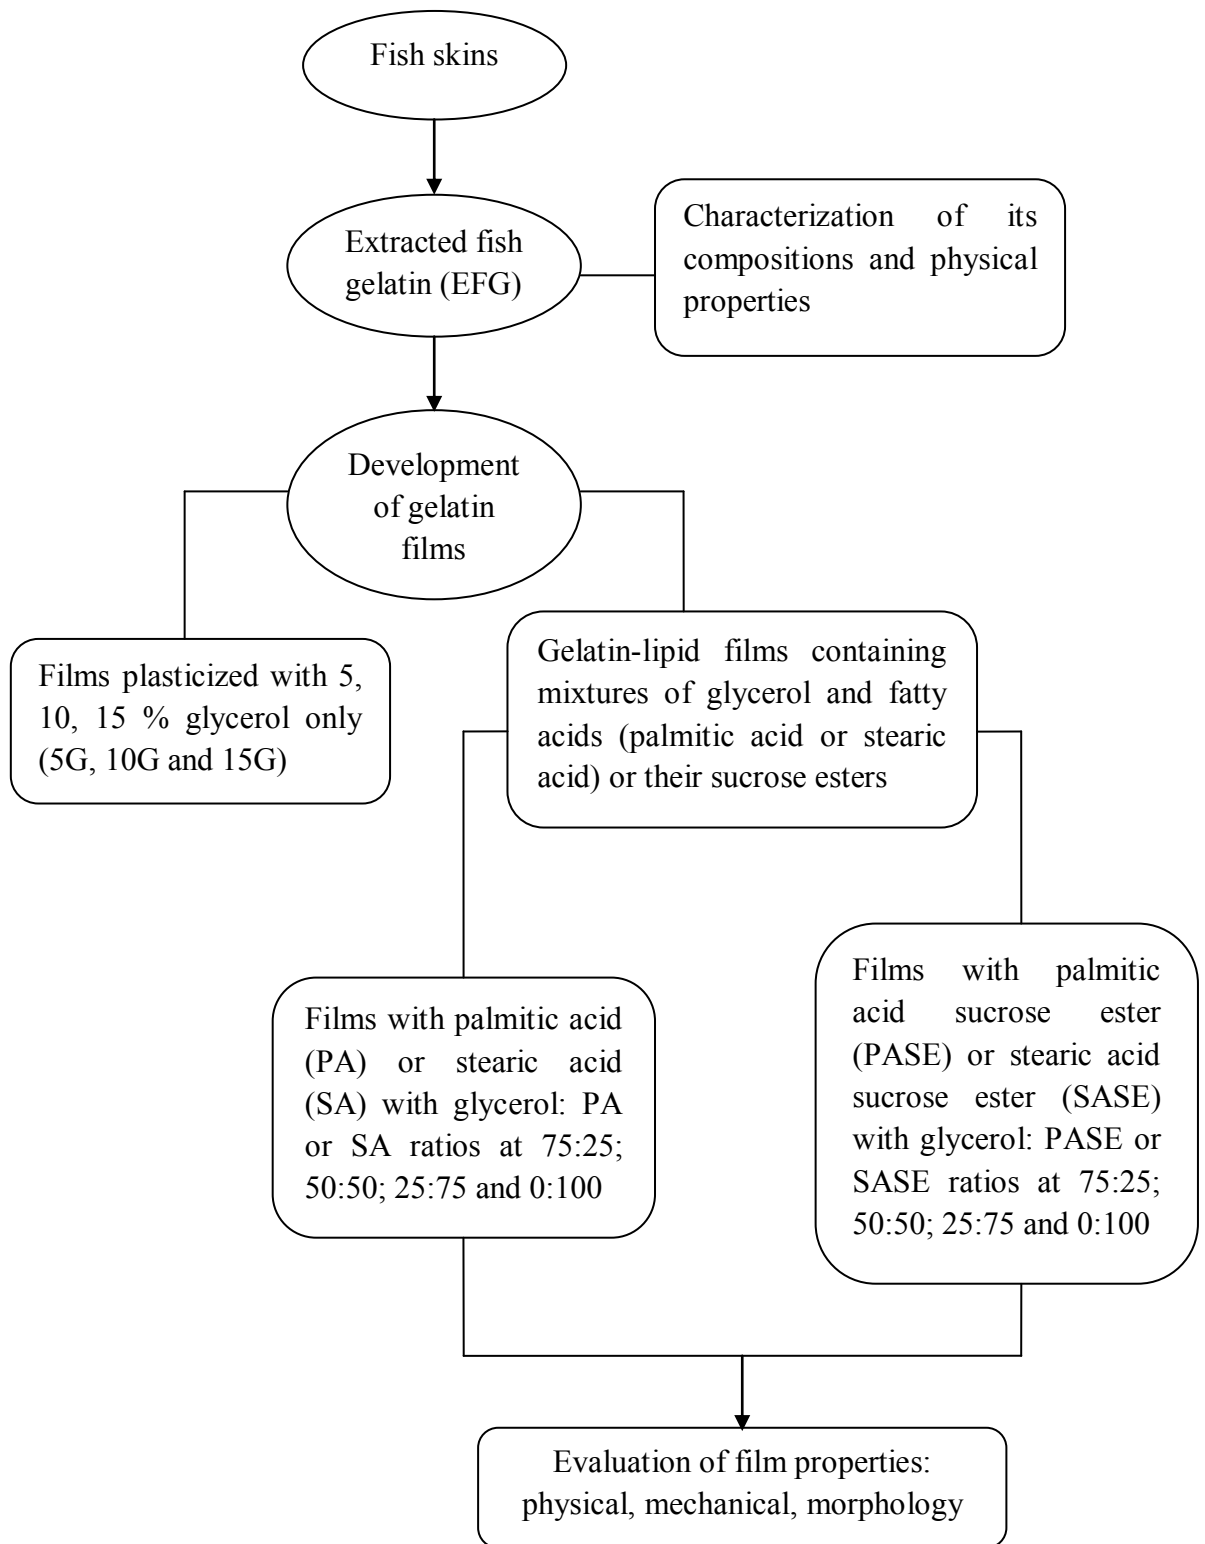 Fish skins
Extracted fish
gelatin (EFG)
Characterization of its
compositions and physical
properties
Development
of gelatin
films
Films plasticized with 5,
10, 15 % glycerol only
(5G, 10G and 15G)
Gelatin-lipid films containing
mixtures of glycerol and fatty
acids (palmitic acid or stearic
acid) or their sucrose esters
Films with palmitic acid
(PA) or stearic acid
(SA) with glycerol: PA
or SA ratios at 75:25;
50:50; 25:75 and 0:100
Films with palmitic
acid sucrose ester
(PASE) or stearic acid
sucrose ester (SASE)
with glycerol: PASE or
SASE ratios at 75:25;
50:50; 25:75 and 0:100
Evaluation of film properties:
physical, mechanical, morphology